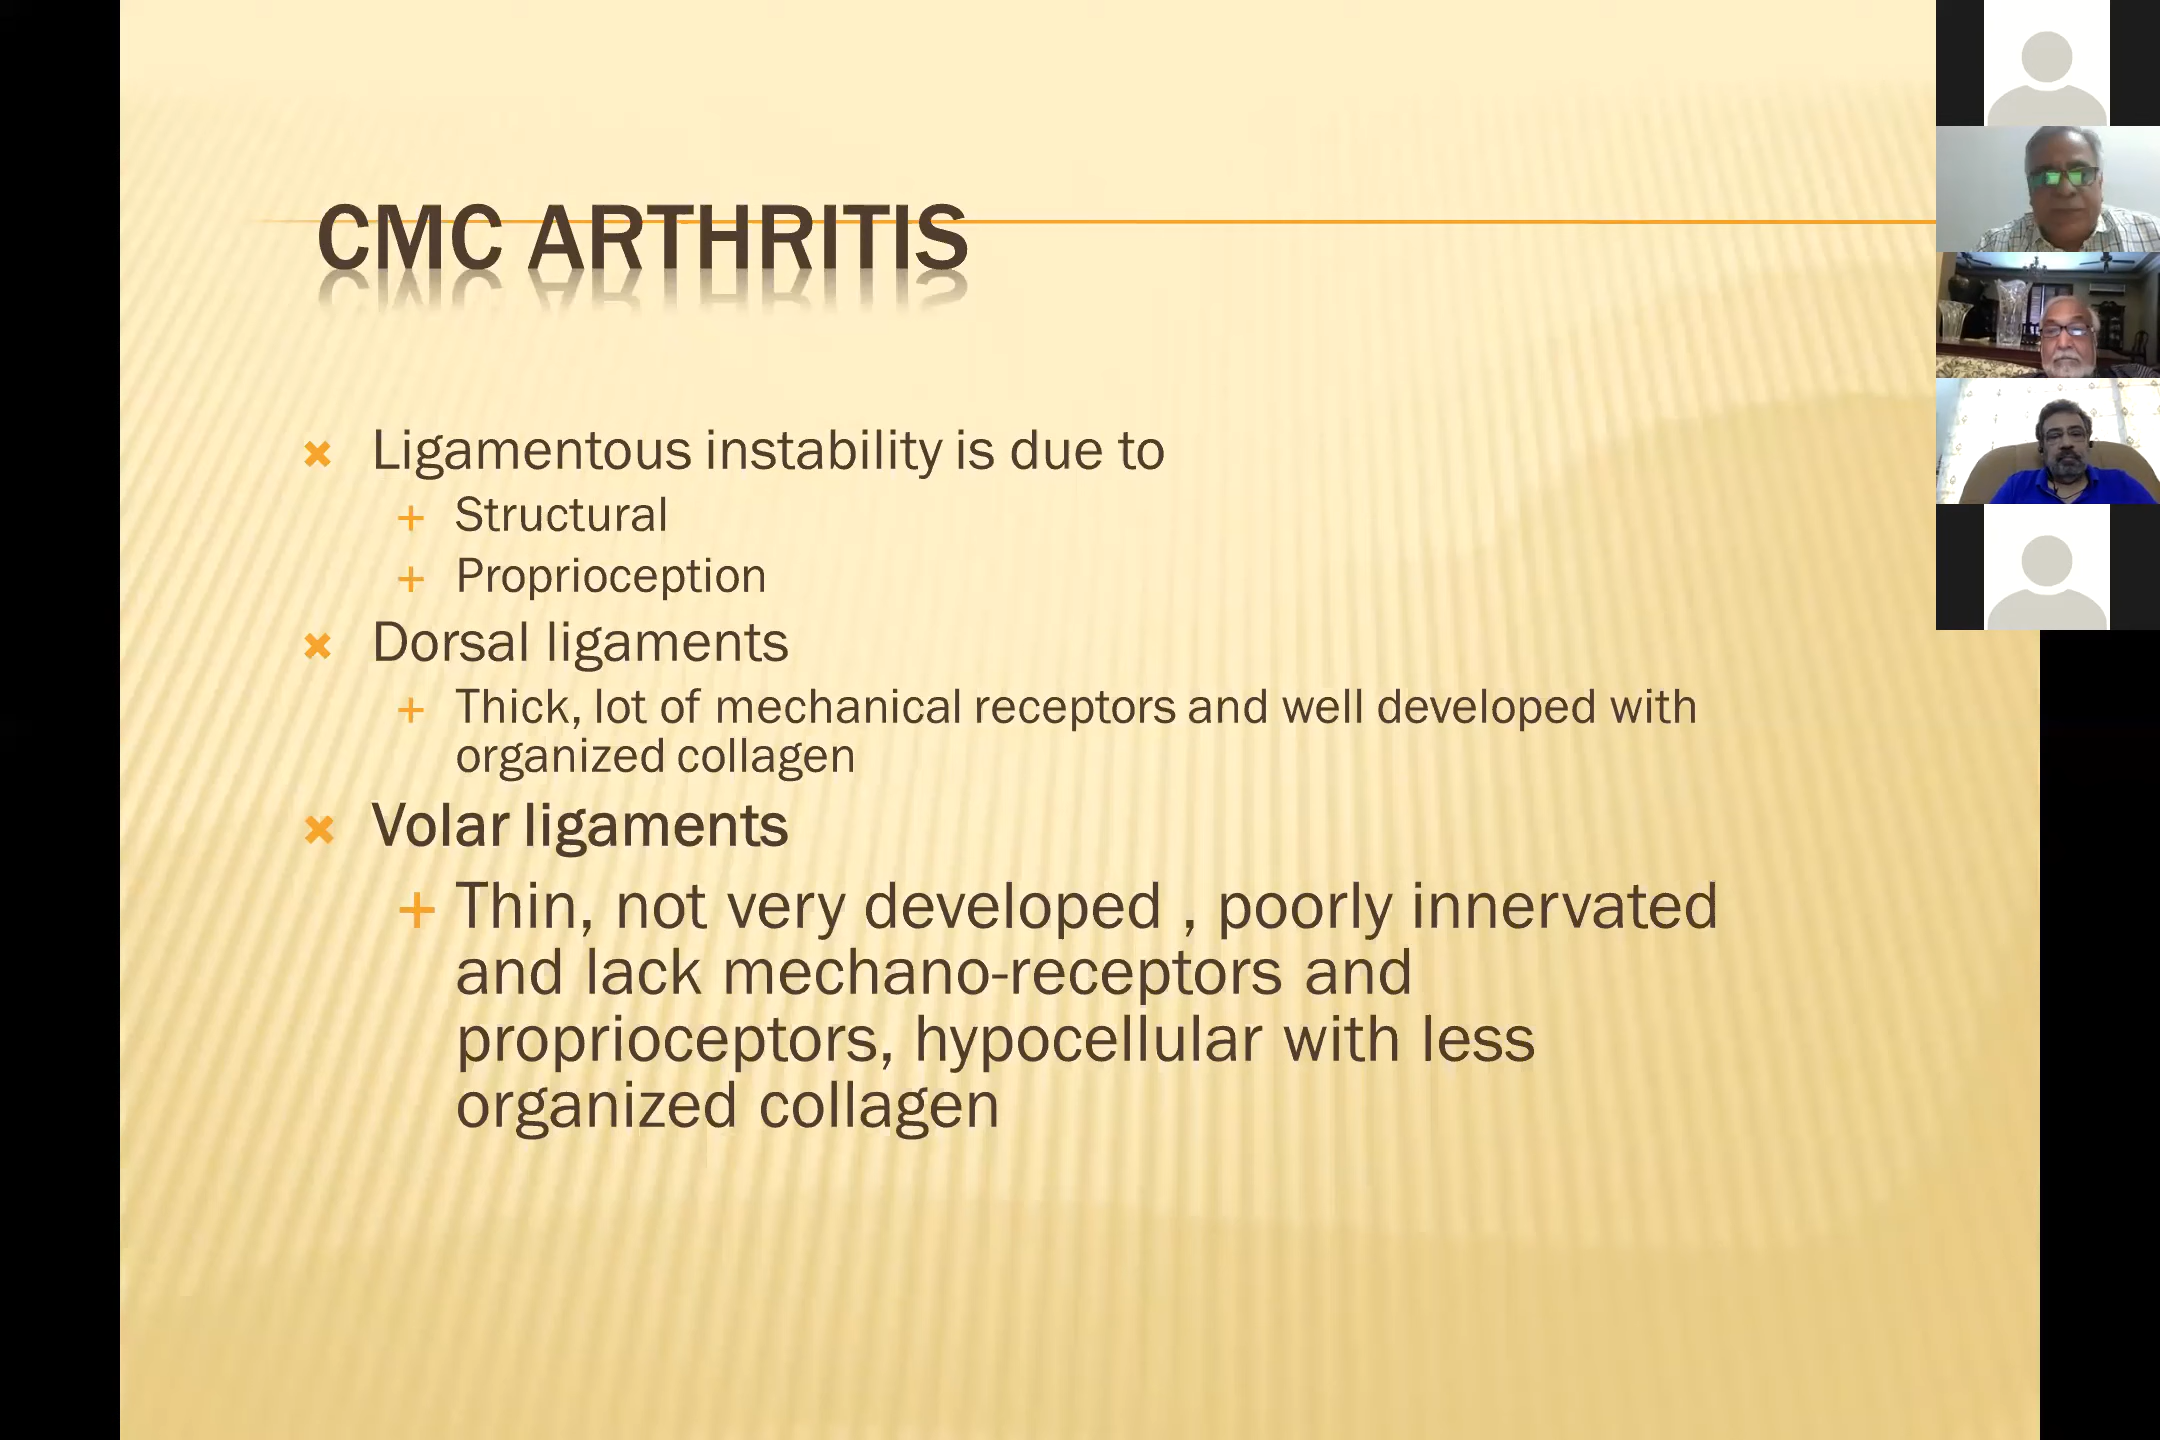 CMC ARTHRITIS
Ligamentous instability is due to
Structural
Proprioception
Dorsal ligaments
Thick, lot of mechanical receptors and well developed with
organized collagen
Volar ligaments
Thin, not very developed , poorly innervated
and lack mechano-receptors and
proprioceptors, hypocellular with less
organized collagen